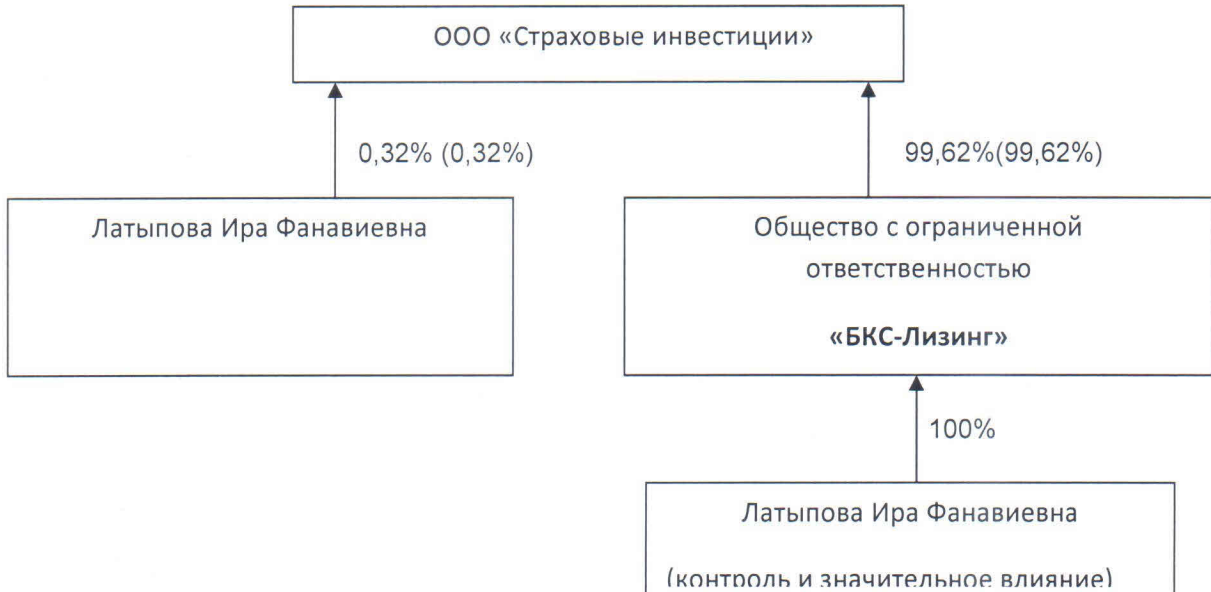 ООО «Страховые инвестиции»
0,32% (0,32%)
99,62%(99,62%)
Латыпова Ира Фанавиевна
Общество с ограниченной
ответственностью
«БКС-Лизинг»
100%
Латыпова Ира Фанавиевна
(контроль и значительное влияние)